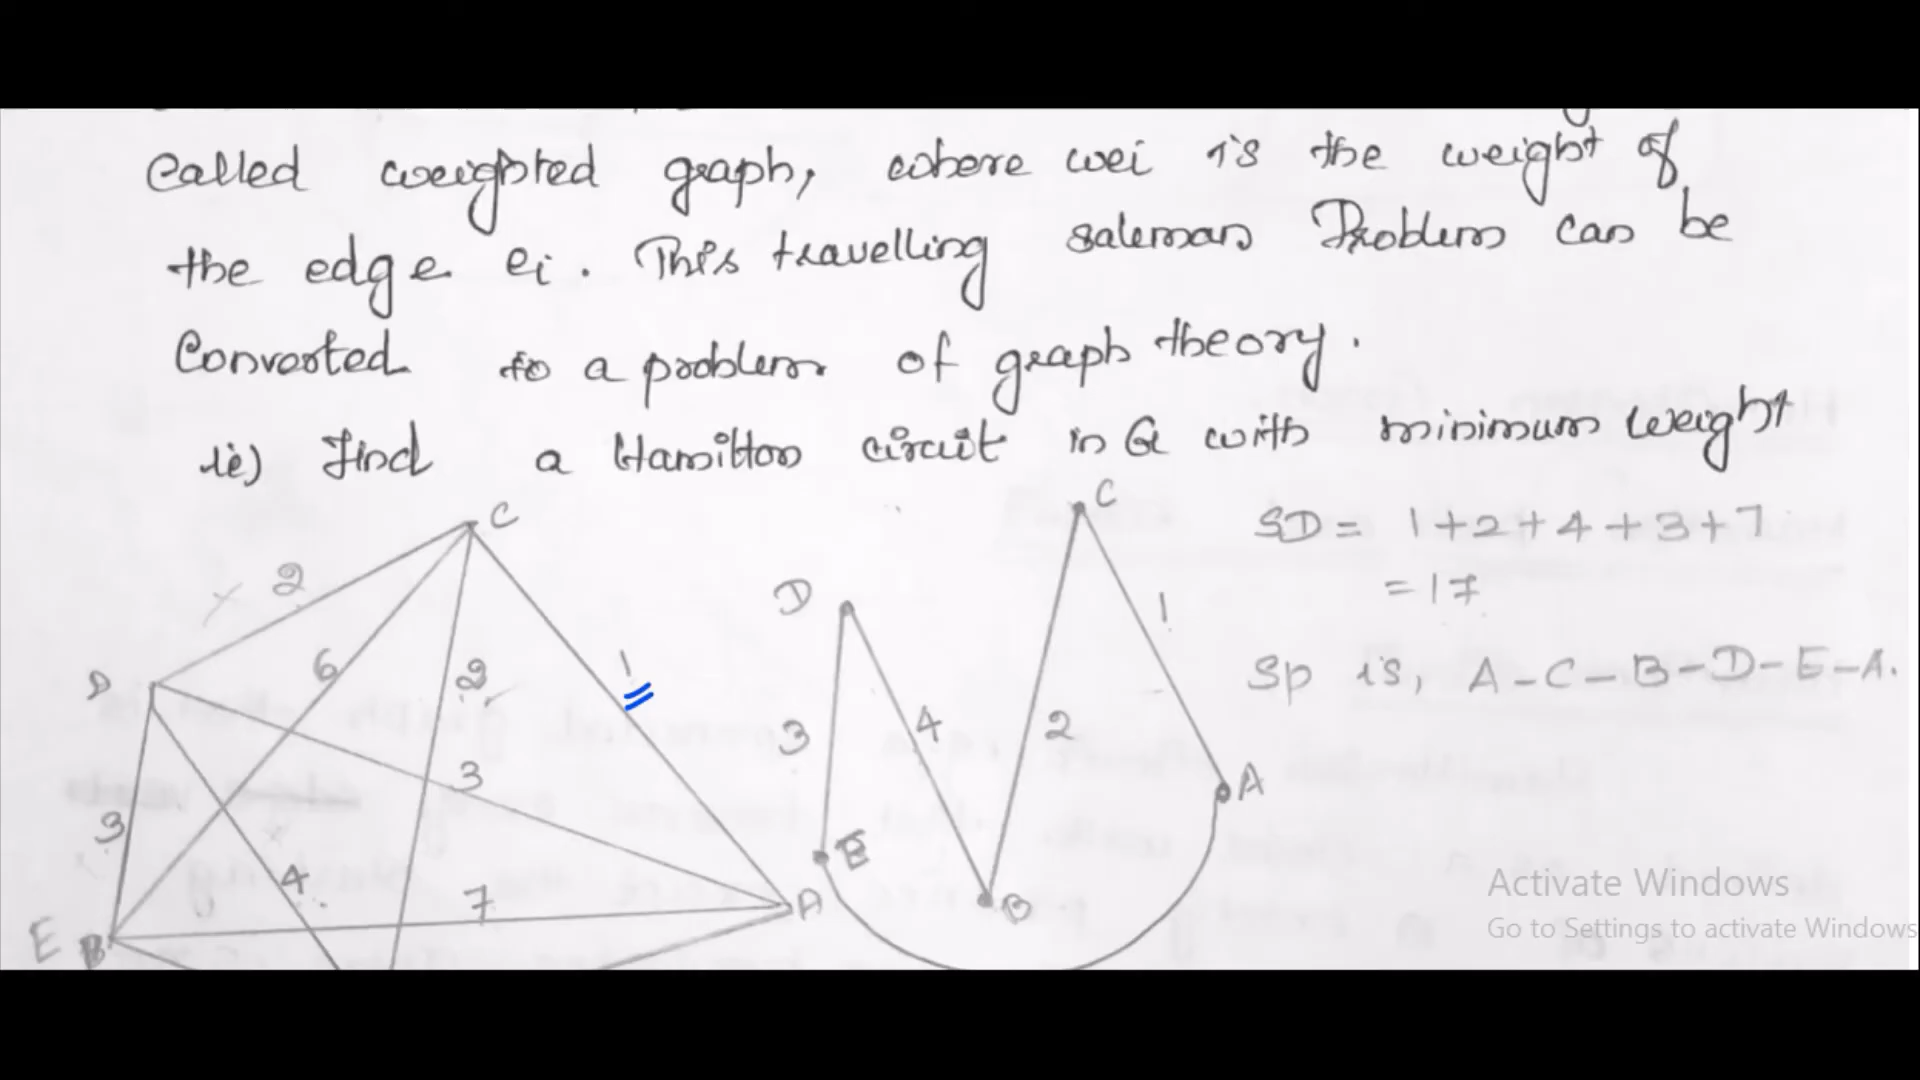 Called weighted graph, where wei is the weight of
the edge ei. This travelling salesman Problem can be
Converted to a problem of graph theory.
ie) Find a Hamilton circuit in G with minimum weight
C
2
6
2
1
D
3
3
4
7
E B
A
C
D
1
3
4
2
A
E
B
SD = 1+2+4+3+7
= 17
Sp is, A-C-B-D-E-A.
Activate Windows
Go to Settings to activate Windows